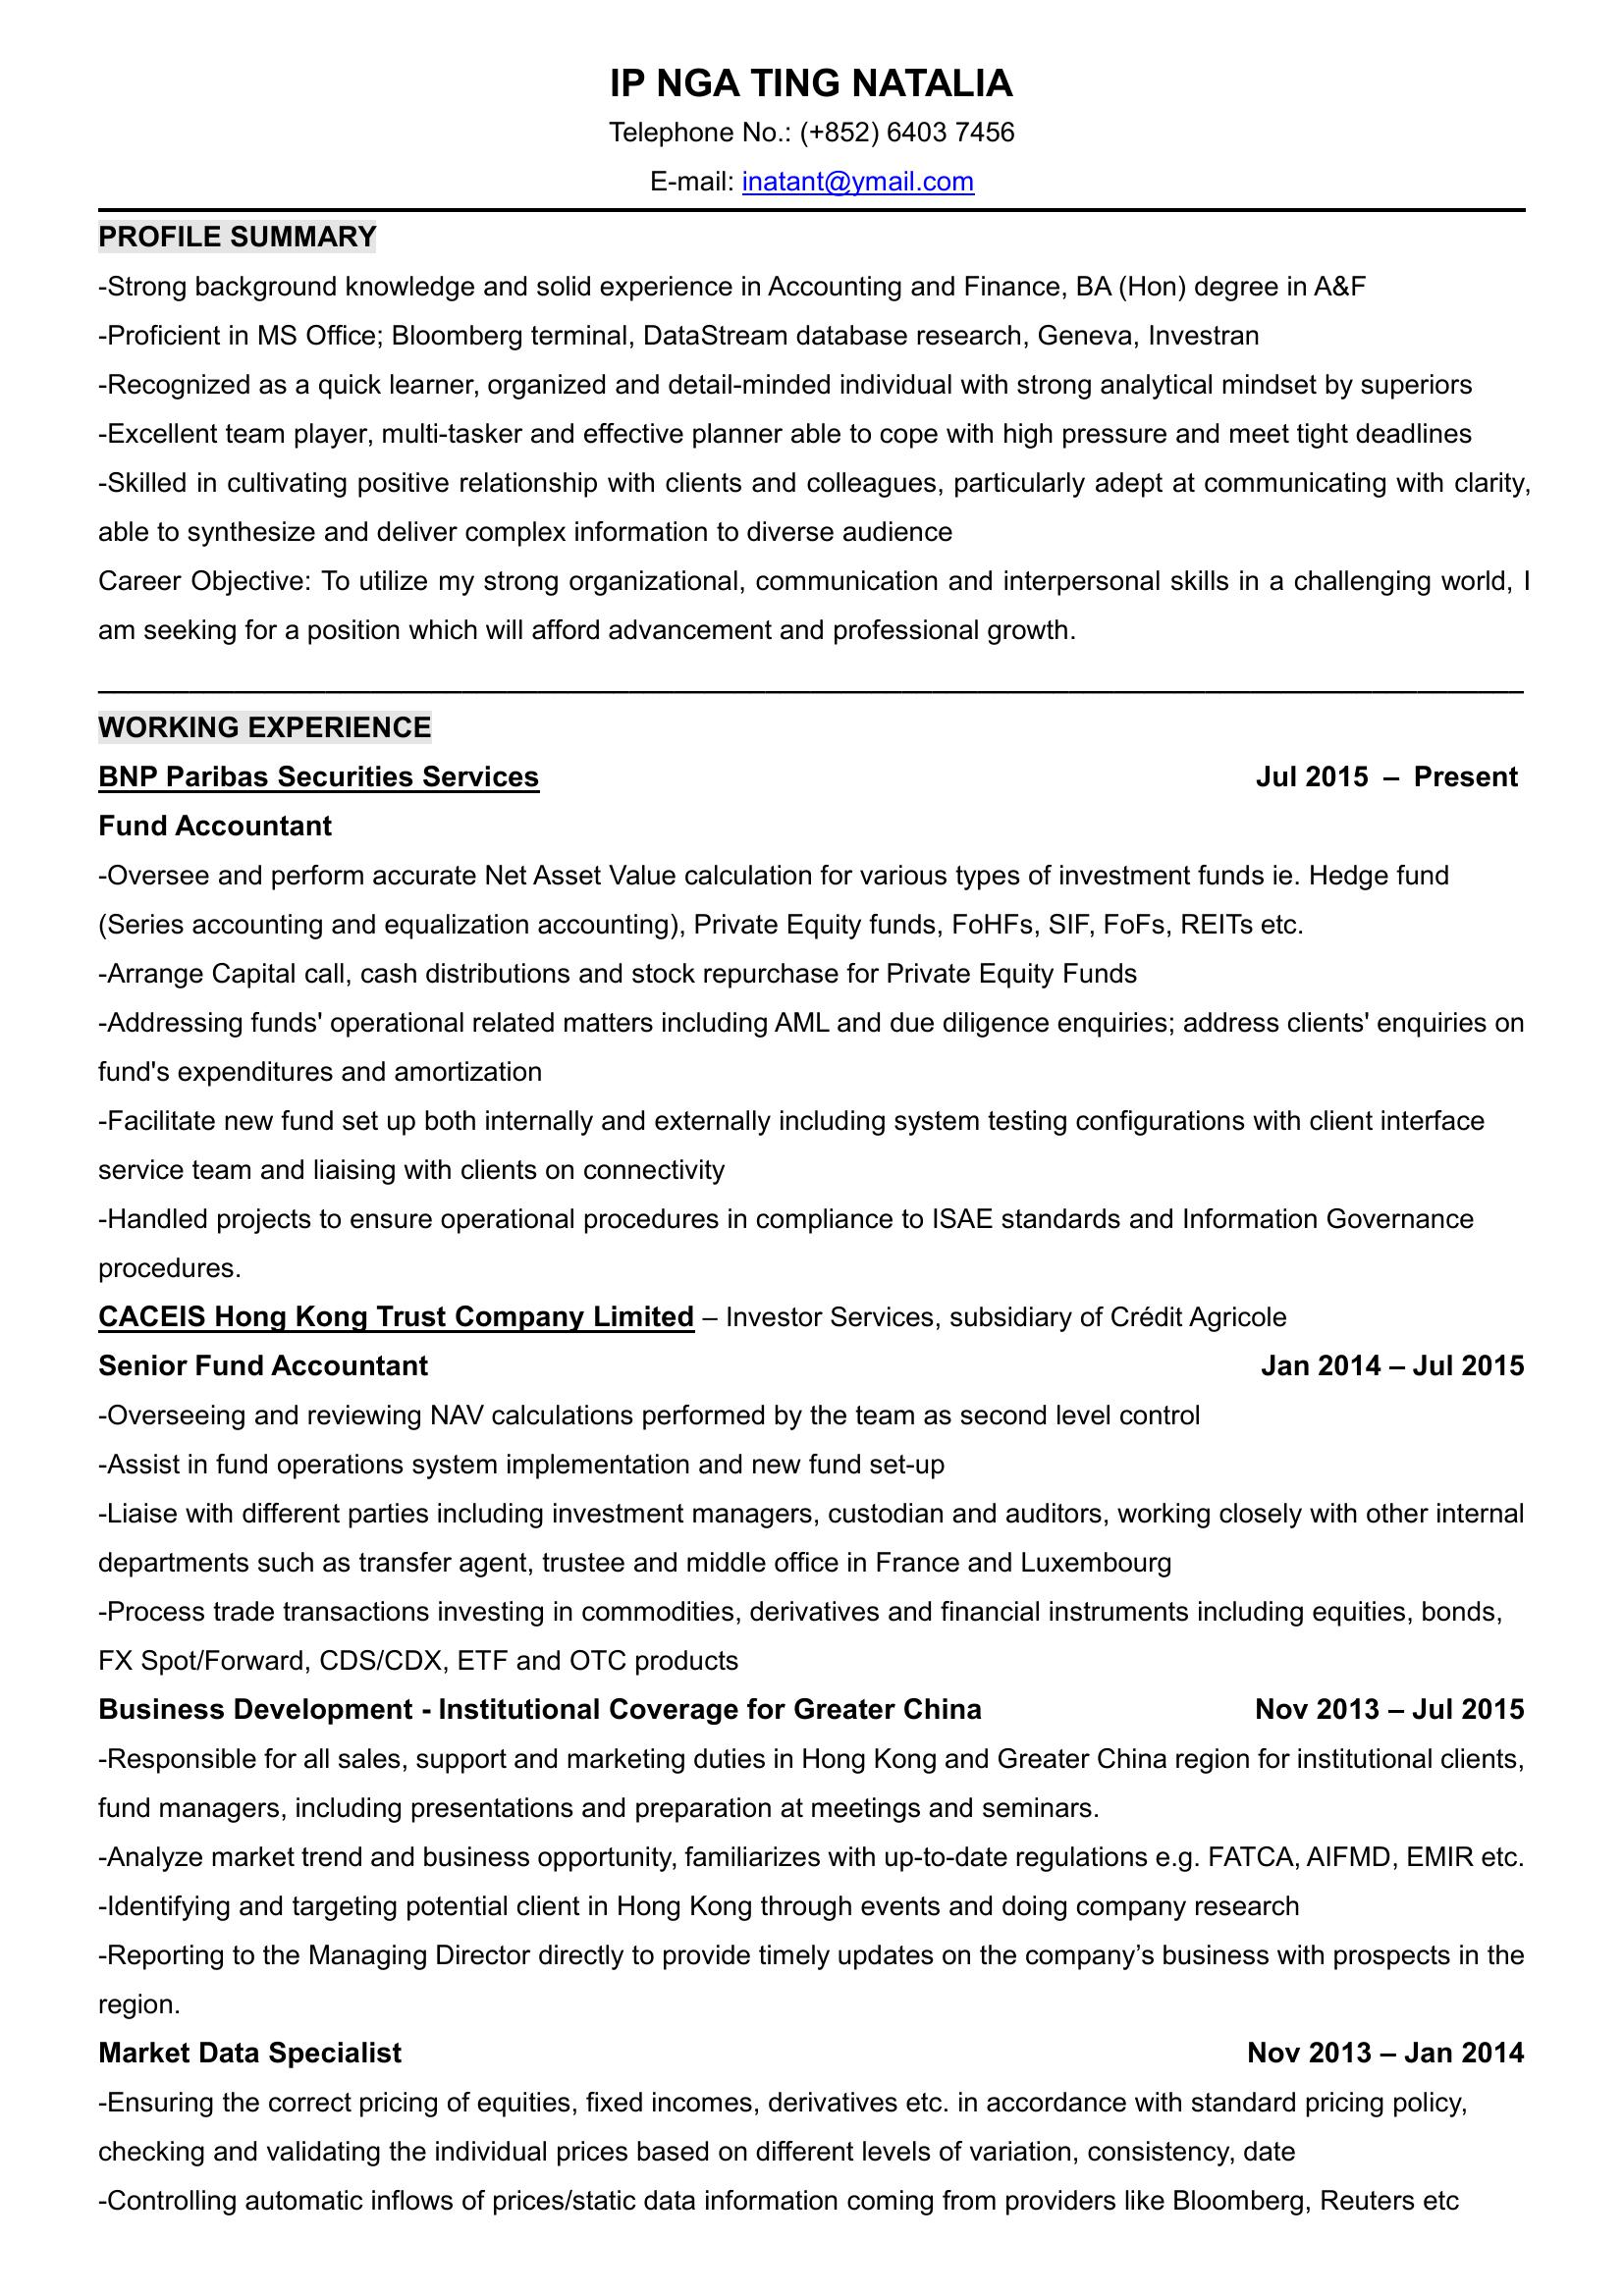 IP NGA TING NATALIA
Telephone No.: (+852) 6403 7456
E-mail: inatant@ymail.com
PROFILE SUMMARY
-Strong background knowledge and solid experience in Accounting and Finance, BA (Hon) degree in A&F
-Proficient in MS Office; Bloomberg terminal, DataStream database research, Geneva, Investran
-Recognized as a quick learner, organized and detail-minded individual with strong analytical mindset by superiors
-Excellent team player, multi-tasker and effective planner able to cope with high pressure and meet tight deadlines
-Skilled in cultivating positive relationship with clients and colleagues, particularly adept at communicating with clarity,
able to synthesize and deliver complex information to diverse audience
Career Objective: To utilize my strong organizational, communication and interpersonal skills in a challenging world, I
am seeking for a position which will afford advancement and professional growth.
WORKING EXPERIENCE
BNP Paribas Securities Services Jul 2015 – Present
Fund Accountant
-Oversee and perform accurate Net Asset Value calculation for various types of investment funds ie. Hedge fund
(Series accounting and equalization accounting), Private Equity funds, FoHFs, SIF, FoFs, REITs etc.
-Arrange Capital call, cash distributions and stock repurchase for Private Equity Funds
-Addressing funds' operational related matters including AML and due diligence enquiries; address clients' enquiries on
fund's expenditures and amortization
-Facilitate new fund set up both internally and externally including system testing configurations with client interface
service team and liaising with clients on connectivity
-Handled projects to ensure operational procedures in compliance to ISAE standards and Information Governance
procedures.
CACEIS Hong Kong Trust Company Limited – Investor Services, subsidiary of Crédit Agricole
Senior Fund Accountant Jan 2014 – Jul 2015
-Overseeing and reviewing NAV calculations performed by the team as second level control
-Assist in fund operations system implementation and new fund set-up
-Liaise with different parties including investment managers, custodian and auditors, working closely with other internal
departments such as transfer agent, trustee and middle office in France and Luxembourg
-Process trade transactions investing in commodities, derivatives and financial instruments including equities, bonds,
FX Spot/Forward, CDS/CDX, ETF and OTC products
Business Development - Institutional Coverage for Greater China Nov 2013 – Jul 2015
-Responsible for all sales, support and marketing duties in Hong Kong and Greater China region for institutional clients,
fund managers, including presentations and preparation at meetings and seminars.
-Analyze market trend and business opportunity, familiarizes with up-to-date regulations e.g. FATCA, AIFMD, EMIR etc.
-Identifying and targeting potential client in Hong Kong through events and doing company research
-Reporting to the Managing Director directly to provide timely updates on the company’s business with prospects in the
region.
Market Data Specialist Nov 2013 – Jan 2014
-Ensuring the correct pricing of equities, fixed incomes, derivatives etc. in accordance with standard pricing policy,
checking and validating the individual prices based on different levels of variation, consistency, date
-Controlling automatic inflows of prices/static data information coming from providers like Bloomberg, Reuters etc